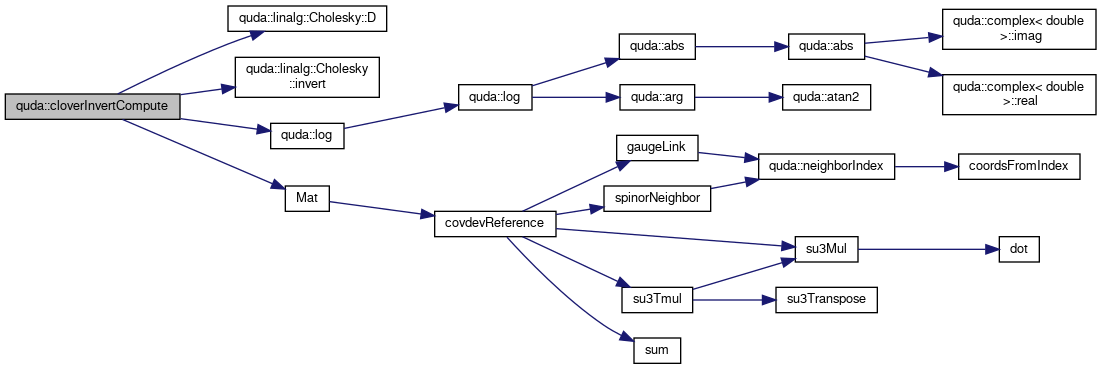 quda::cloverInvertCompute
quda::linalg::Cholesky::D
quda::linalg::Cholesky
::invert
quda::log
Mat
quda::log
quda::abs
quda::arg
quda::abs
quda::atan2
quda::complex< double
>::imag
quda::complex< double
>::real
covdevReference
gaugeLink
spinorNeighbor
quda::neighborIndex
coordsFromIndex
su3Mul
dot
su3Tmul
su3Transpose
sum